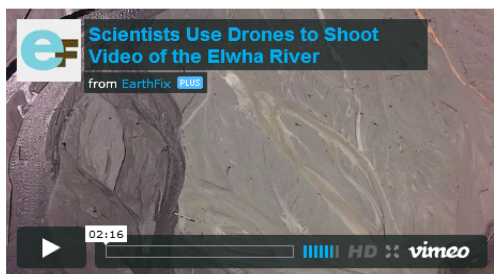 Scientists Use Drones to Shoot
Video of the Elwha River
from EarthFix PLUS
02:16
HD vimeo